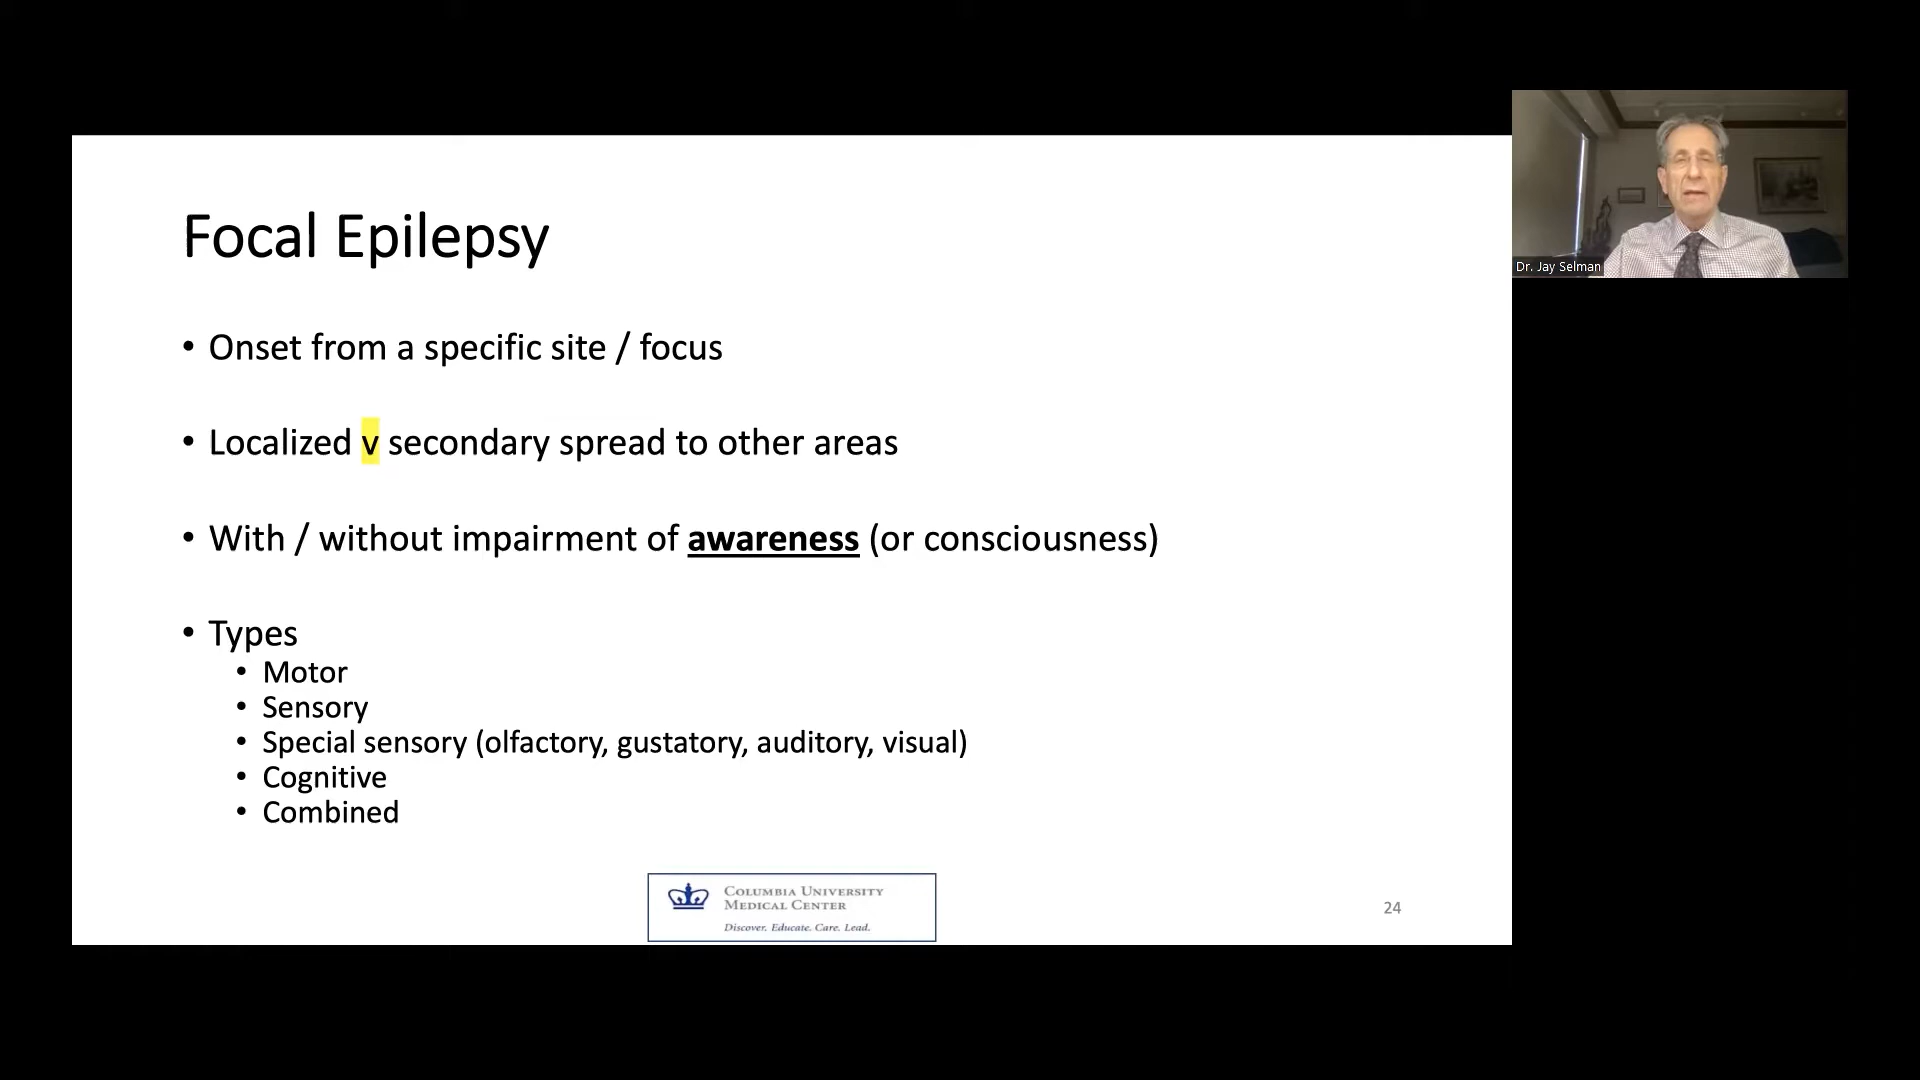 Focal Epilepsy
• Onset from a specific site / focus
• Localized v secondary spread to other areas
• With / without impairment of awareness (or consciousness)
• Types
• Motor
• Sensory
• Special sensory (olfactory, gustatory, auditory, visual)
• Cognitive
• Combined
COLUMBIA UNIVERSITY
MEDICAL CENTER
Discover. Educate. Care. Lead.
24
Dr. Jay Selman